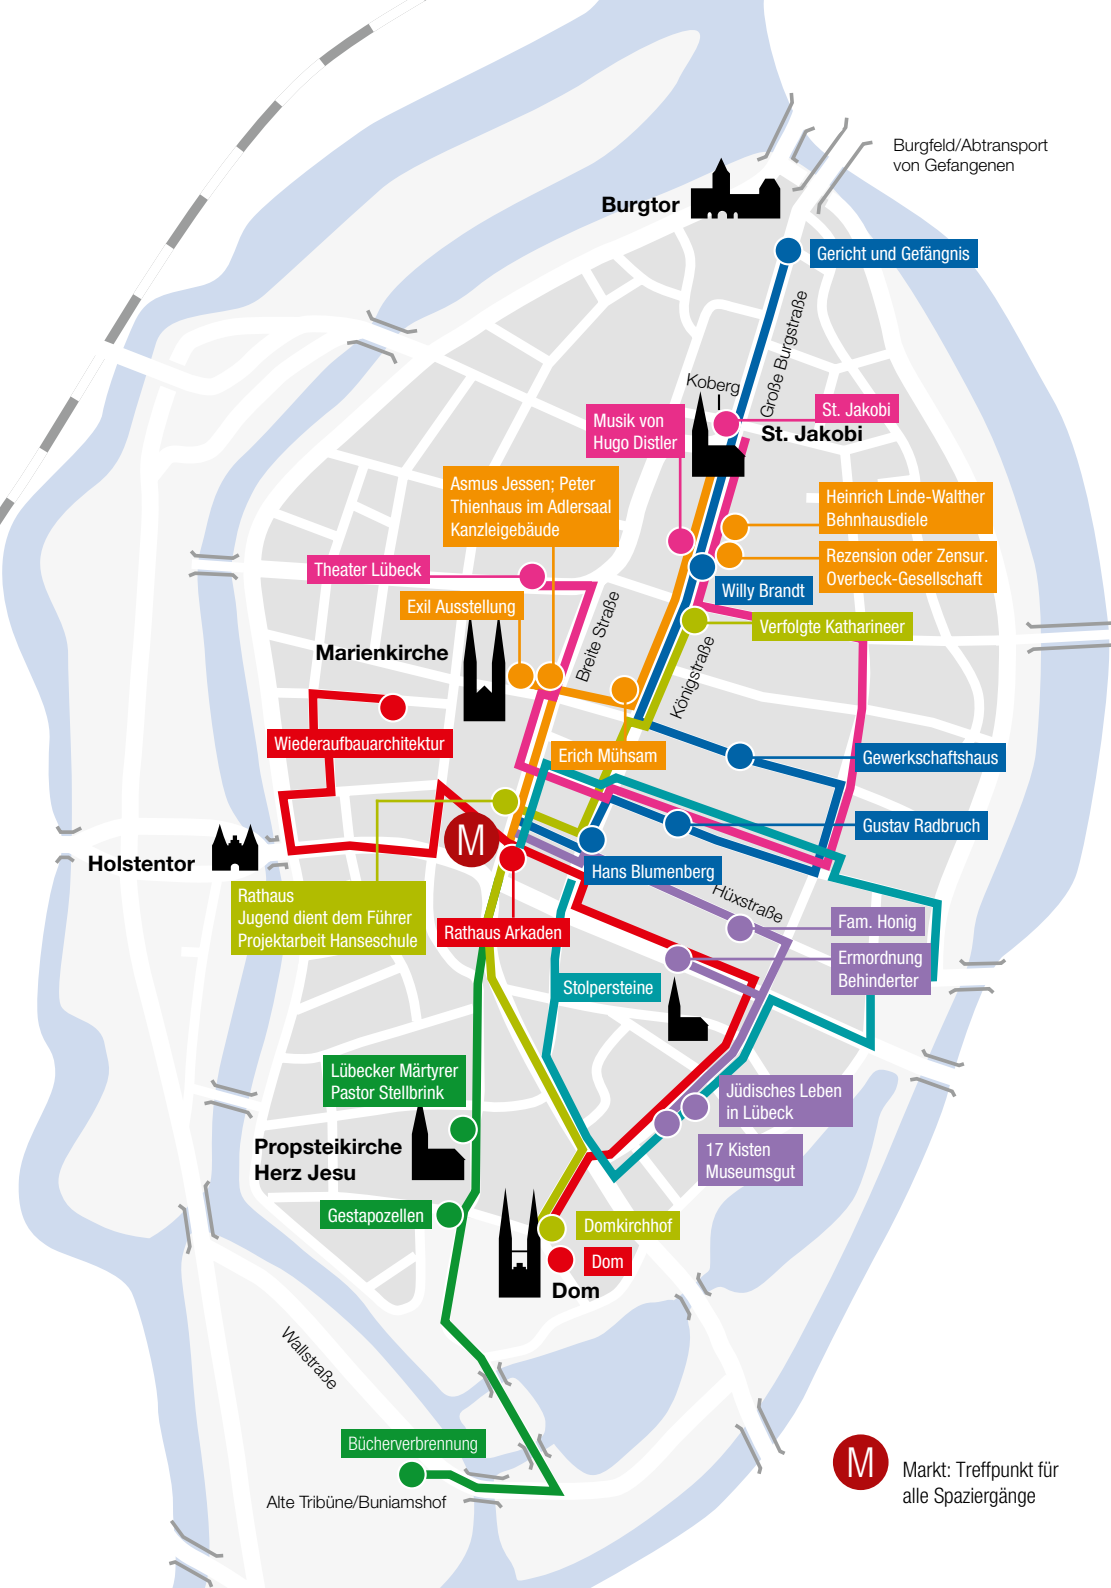 Burgfeld/Abtransport
von Gefangenen
Burgtor
Gericht und Gefängnis
Große Burgstraße
Koberg
St. Jakobi
Musik von
Hugo Distler
St. Jakobi
Asmus Jessen; Peter
Thienhaus im Adlersaal
Kanzleigebäude
Heinrich Linde-Walther
Behnhausdiele
Rezension oder Zensur.
Overbeck-Gesellschaft
Theater Lübeck
Willy Brandt
Exil Ausstellung
Breite Straße
Verfolgte Katharineer
Marienkirche
Königstraße
Wiederaufbauarchitektur
Erich Mühsam
Gewerkschaftshaus
M
Gustav Radbruch
Holstentor
Hans Blumenberg
Hüxstraße
Rathaus
Jugend dient dem Führer
Projektarbeit Hanseschule
Rathaus Arkaden
Fam. Honig
Ermordnung
Behinderter
Stolpersteine
Lübecker Märtyrer
Pastor Stellbrink
Jüdisches Leben
in Lübeck
Propsteikirche
Herz Jesu
17 Kisten
Museumsgut
Gestapozellen
Domkirchhof
Dom
Dom
Wallstraße
Bücherverbrennung
Alte Tribüne/Buniamshof
M
Markt: Treffpunkt für
alle Spaziergänge